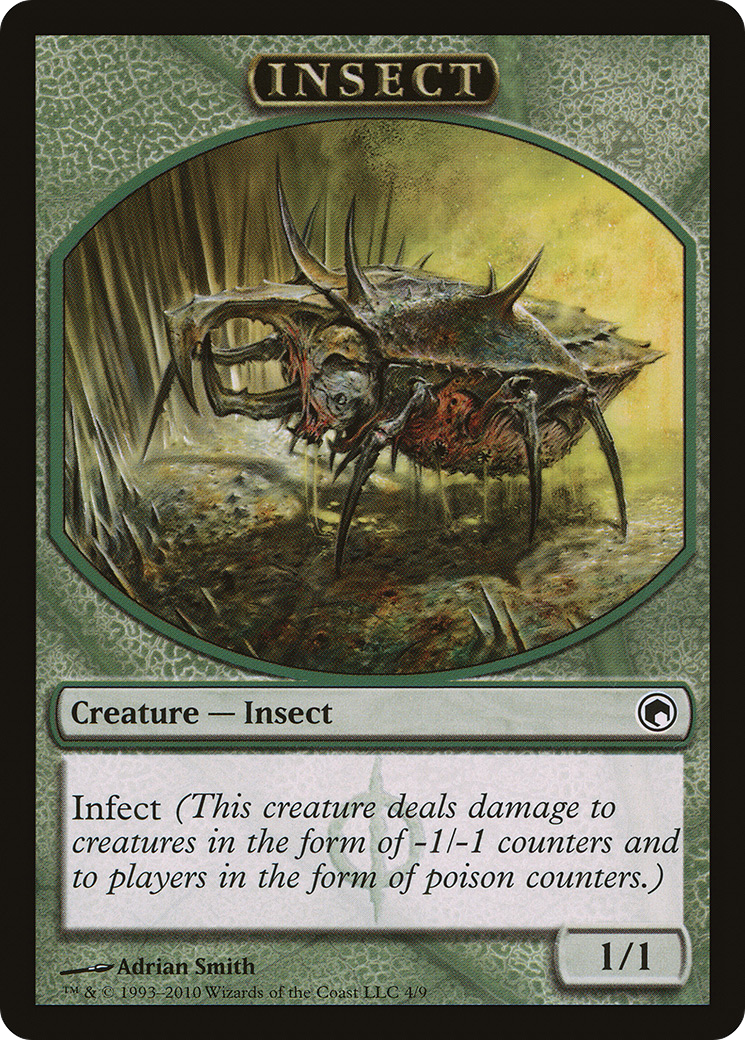 INSECT
Creature — Insect
Infect (This creature deals damage to
creatures in the form of -1/-1 counters and
to players in the form of poison counters.)
1/1
Adrian Smith
™ & © 1993–2010 Wizards of the Coast LLC 4/9